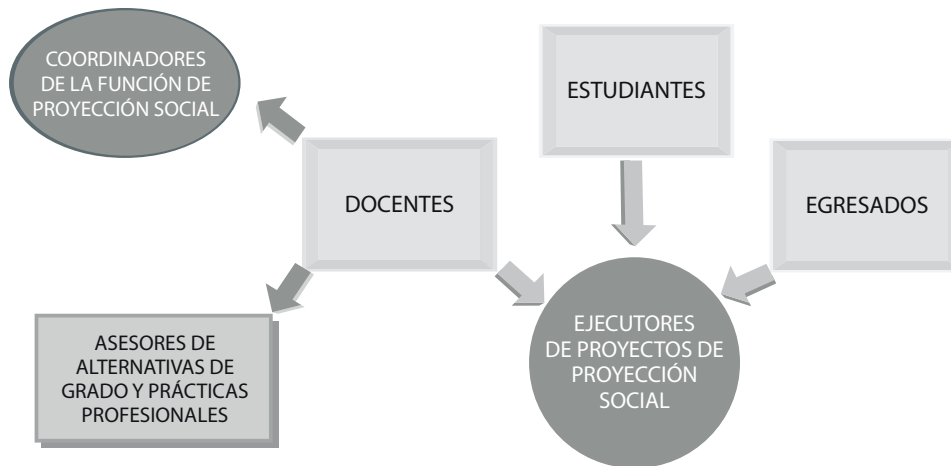 COORDINADORES
DE LA FUNCIÓN DE
PROYECCIÓN SOCIAL
ESTUDIANTES
DOCENTES
EGRESADOS
ASESORES DE
ALTERNATIVAS DE
GRADO Y PRÁCTICAS
PROFESIONALES
EJECUTORES
DE PROYECTOS DE
PROYECCIÓN
SOCIAL